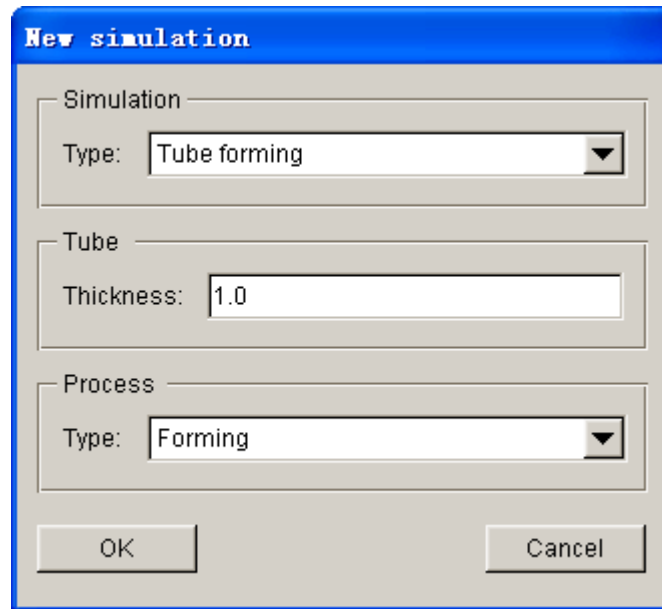 New simulation
Simulation
Type: Tube forming
Tube
Thickness: 1.0
Process
Type: Forming
OK Cancel